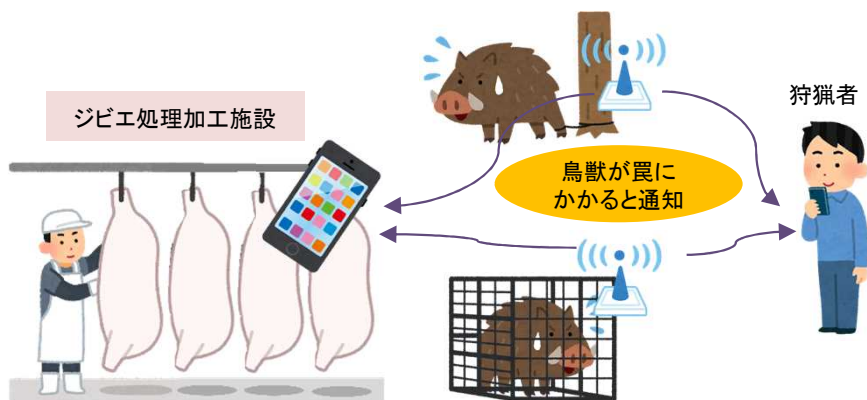 ジビエ処理加工施設
狩猟者
鳥獣が罠に
かかると通知